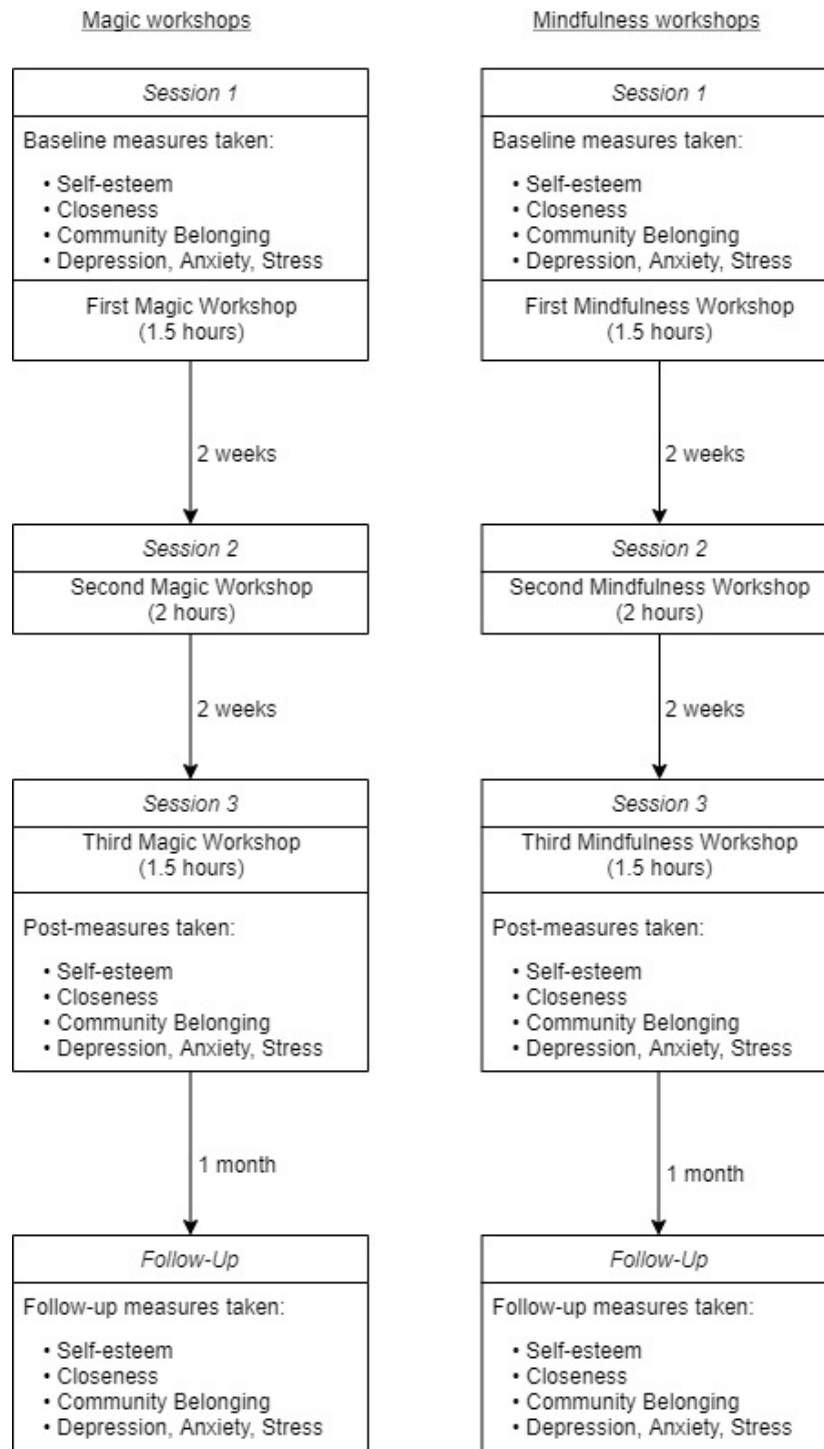 Magic workshops
Session 1
Baseline measures taken:
• Self-esteem
• Closeness
• Community Belonging
• Depression, Anxiety, Stress
First Magic Workshop
(1.5 hours)
2 weeks
Session 2
Second Magic Workshop
(2 hours)
2 weeks
Session 3
Third Magic Workshop
(1.5 hours)
Post-measures taken:
• Self-esteem
• Closeness
• Community Belonging
• Depression, Anxiety, Stress
1 month
Follow-Up
Follow-up measures taken:
• Self-esteem
• Closeness
• Community Belonging
• Depression, Anxiety, Stress
Mindfulness workshops
Session 1
Baseline measures taken:
• Self-esteem
• Closeness
• Community Belonging
• Depression, Anxiety, Stress
First Mindfulness Workshop
(1.5 hours)
2 weeks
Session 2
Second Mindfulness Workshop
(2 hours)
2 weeks
Session 3
Third Mindfulness Workshop
(1.5 hours)
Post-measures taken:
• Self-esteem
• Closeness
• Community Belonging
• Depression, Anxiety, Stress
1 month
Follow-Up
Follow-up measures taken:
• Self-esteem
• Closeness
• Community Belonging
• Depression, Anxiety, Stress